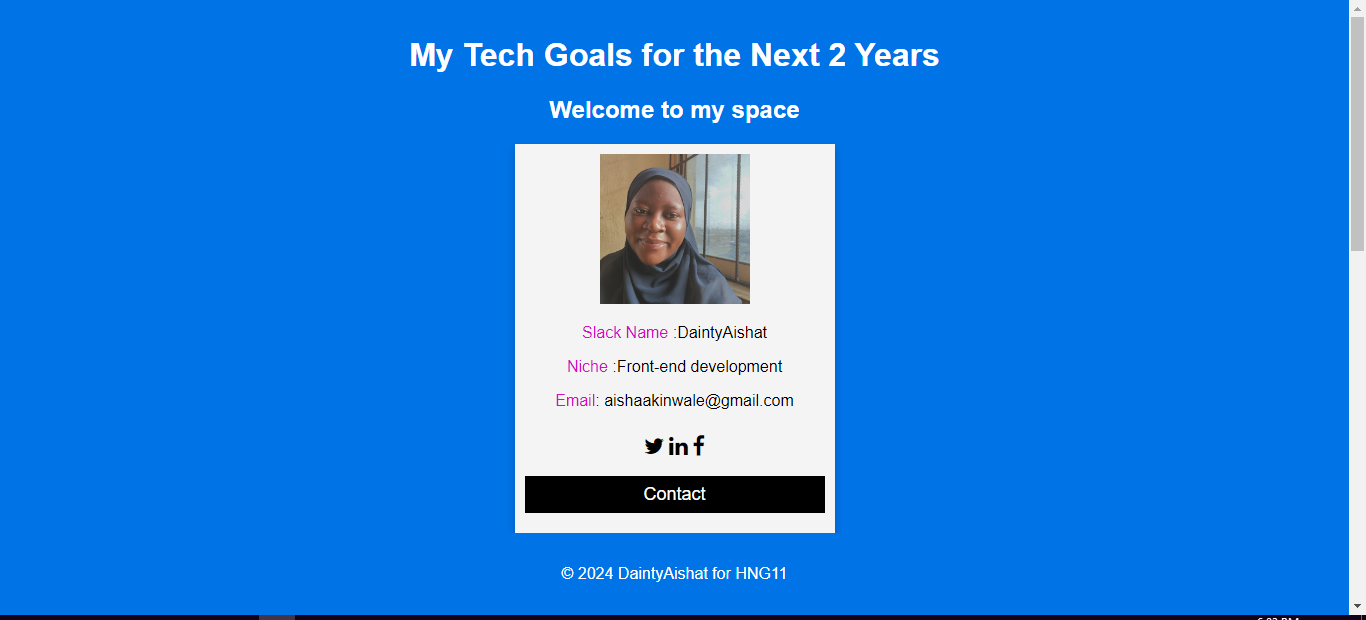 My Tech Goals for the Next 2 Years
Welcome to my space
Slack Name :DaintyAishat
Niche :Front-end development
Email: aishaakinwale@gmail.com
Contact
© 2024 DaintyAishat for HNG11